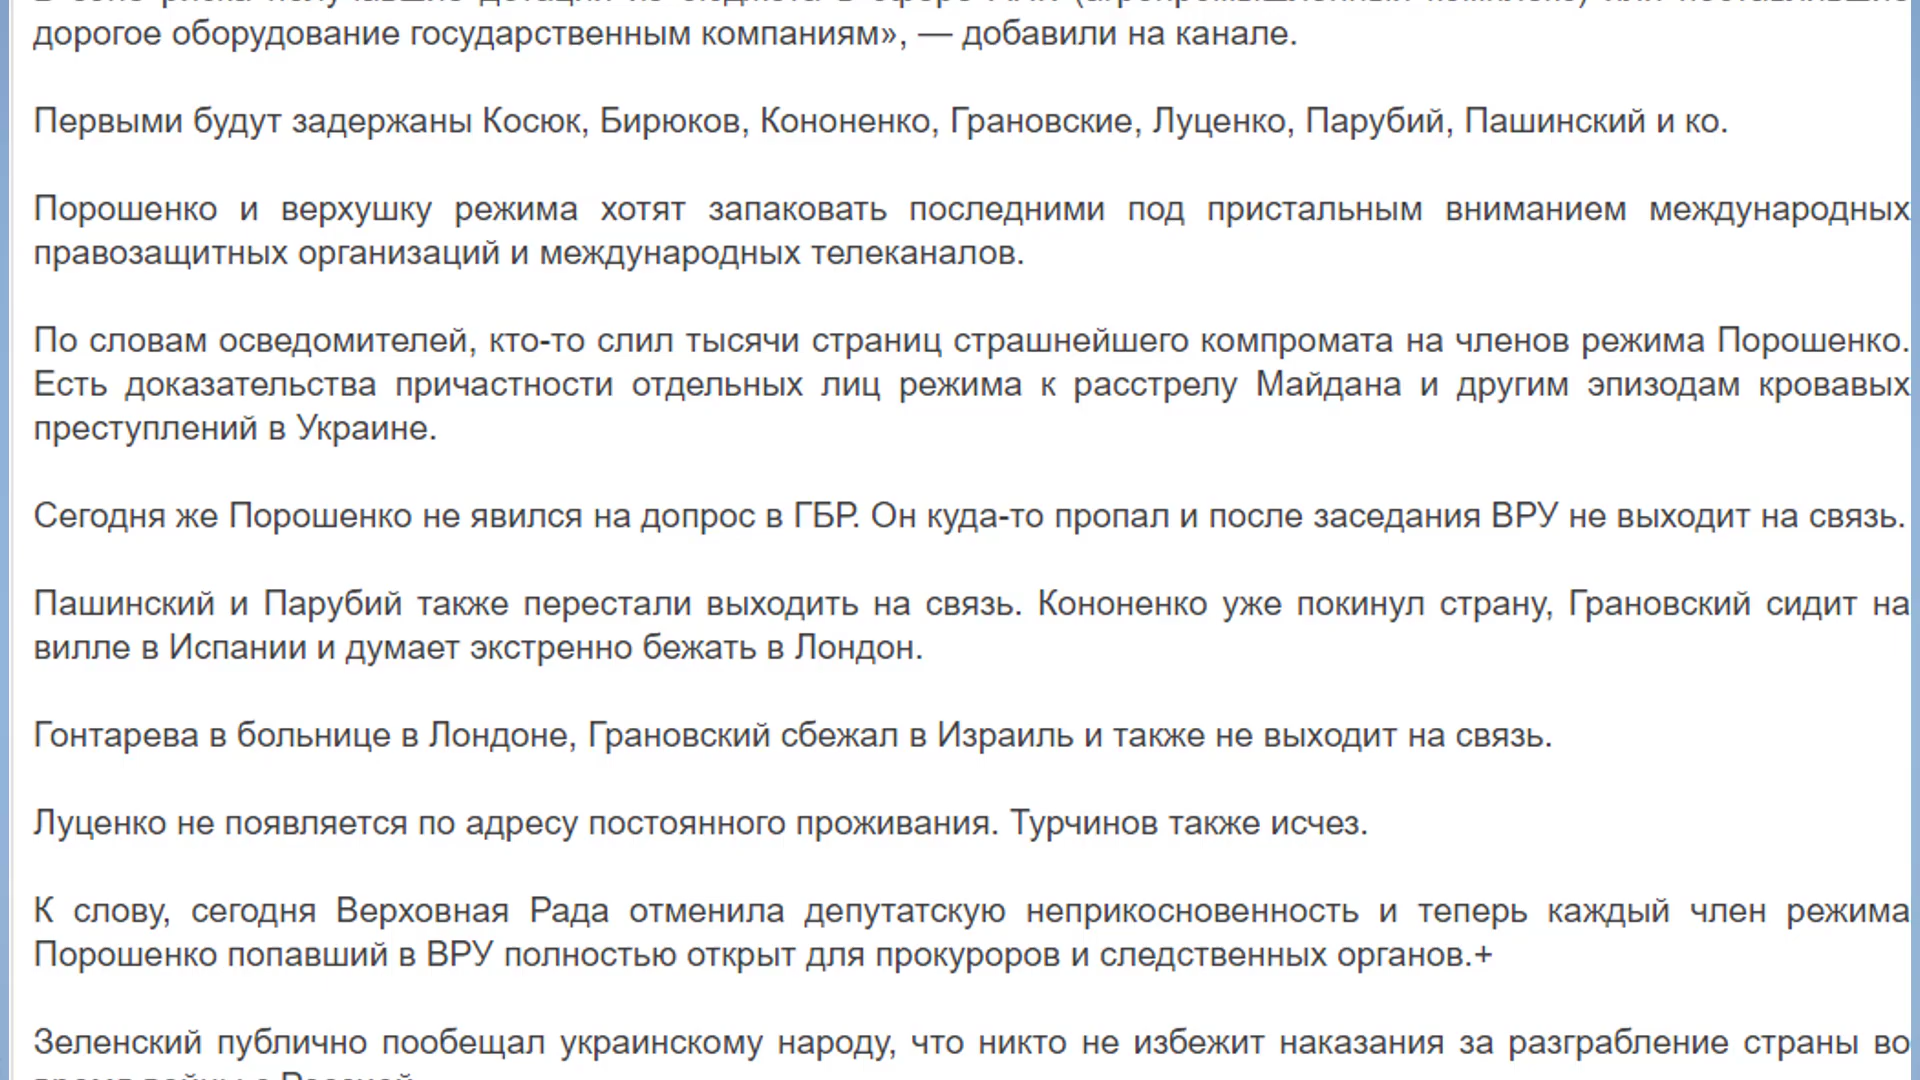 дорогое оборудование государственным компаниям», — добавили на канале.
Первыми будут задержаны Косюк, Бирюков, Кононенко, Грановские, Луценко, Парубий, Пашинский и ко.
Порошенко и верхушку режима хотят запаковать последними под пристальным вниманием международных
правозащитных организаций и международных телеканалов.
По словам осведомителей, кто-то слил тысячи страниц страшнейшего компромата на членов режима Порошенко.
Есть доказательства причастности отдельных лиц режима к расстрелу Майдана и другим эпизодам кровавых
преступлений в Украине.
Сегодня же Порошенко не явился на допрос в ГБР. Он куда-то пропал и после заседания ВРУ не выходит на связь.
Пашинский и Парубий также перестали выходить на связь. Кононенко уже покинул страну, Грановский сидит на
вилле в Испании и думает экстренно бежать в Лондон.
Гонтарева в больнице в Лондоне, Грановский сбежал в Израиль и также не выходит на связь.
Луценко не появляется по адресу постоянного проживания. Турчинов также исчез.
К слову, сегодня Верховная Рада отменила депутатскую неприкосновенность и теперь каждый член режима
Порошенко попавший в ВРУ полностью открыт для прокуроров и следственных органов.+
Зеленский публично пообещал украинскому народу, что никто не избежит наказания за разграбление страны во